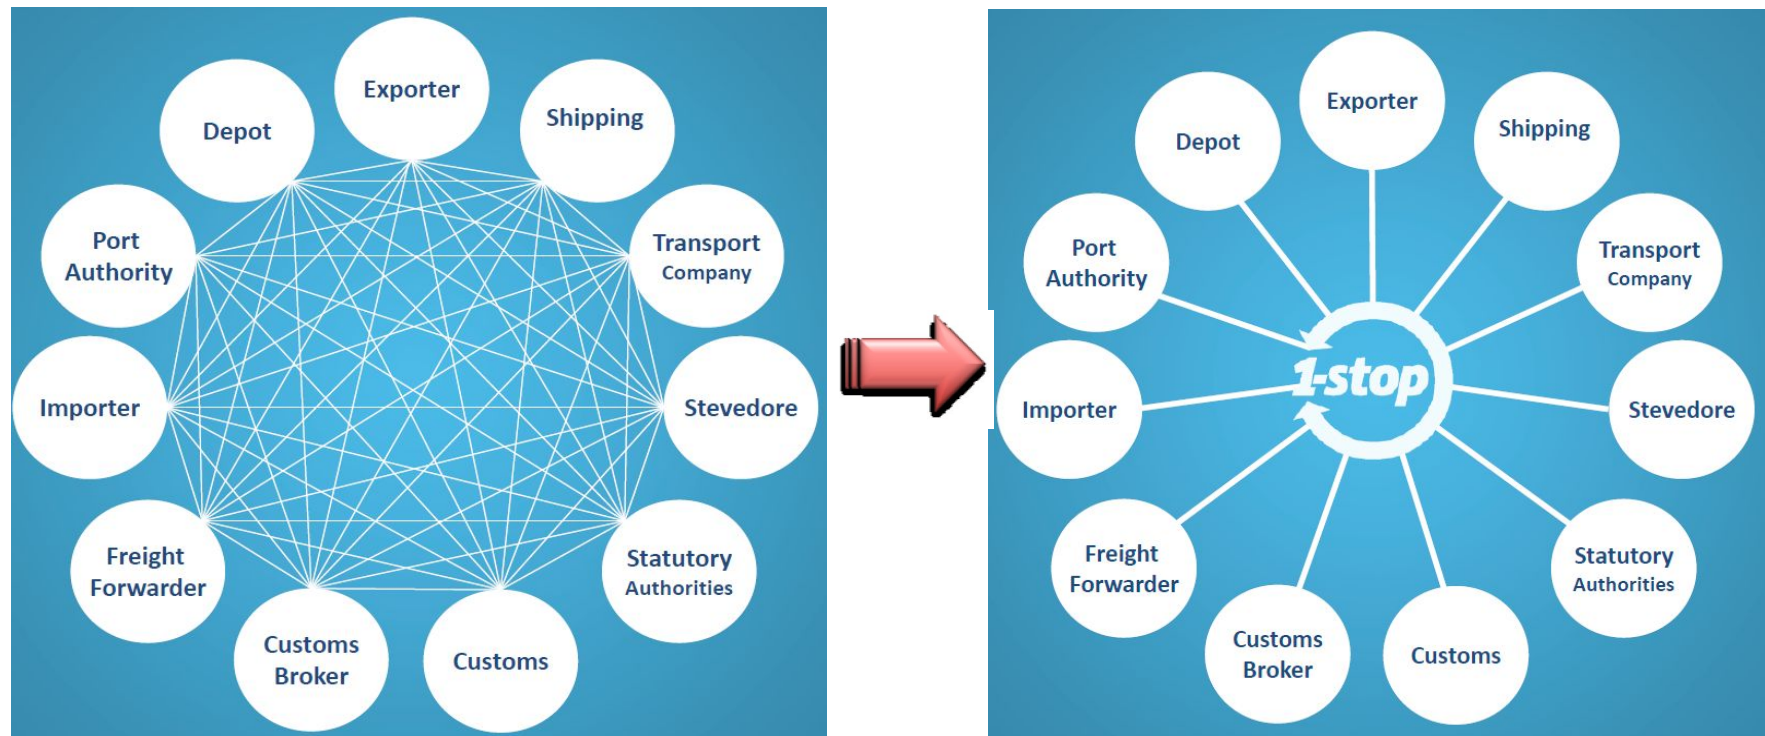 Exporter
Shipping
Depot
Transport
Company
Port
Authority
Stevedore
Importer
Statutory
Authorities
Freight
Forwarder
Customs
Customs
Broker
Exporter
Shipping
Depot
Transport
Company
Port
Authority
1-stop
Stevedore
Importer
Statutory
Authorities
Freight
Forwarder
Customs
Customs
Broker